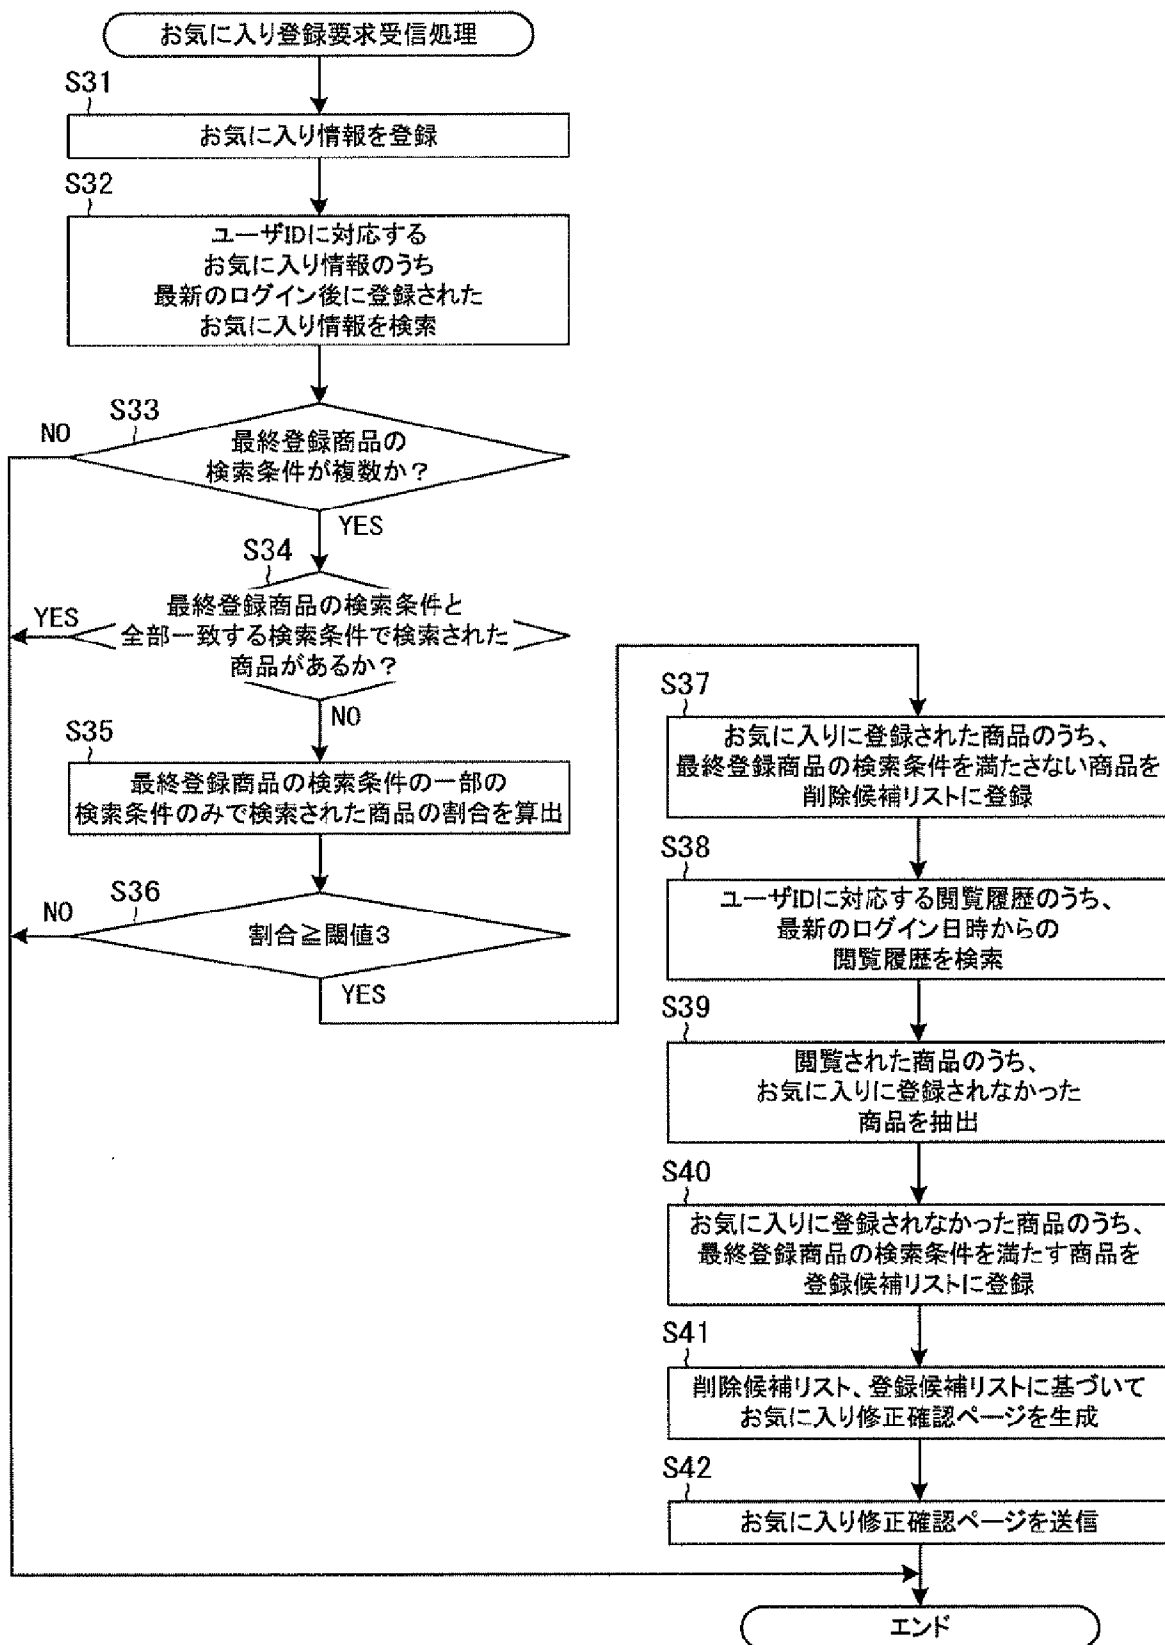 お気に入り登録要求受信処理
S31
お気に入り情報を登録
S32
ユーザIDに対応する
お気に入り情報のうち
最新のログイン後に登録された
お気に入り情報を検索
S33
NO
最終登録商品の
検索条件が複数か?
YES
S34
YES
最終登録商品の検索条件と
全部一致する検索条件で検索された
商品があるか?
NO
S35
最終登録商品の検索条件の一部の
検索条件のみで検索された商品の割合を算出
S36
NO
割合≧閾値3
YES
S37
お気に入りに登録された商品のうち、
最終登録商品の検索条件を満たさない商品を
削除候補リストに登録
S38
ユーザIDに対応する閲覧履歴のうち、
最新のログイン日時からの
閲覧履歴を検索
S39
閲覧された商品のうち、
お気に入りに登録されなかった
商品を抽出
S40
お気に入りに登録されなかった商品のうち、
最終登録商品の検索条件を満たす商品を
登録候補リストに登録
S41
削除候補リスト、登録候補リストに基づいて
お気に入り修正確認ページを生成
S42
お気に入り修正確認ページを送信
エンド